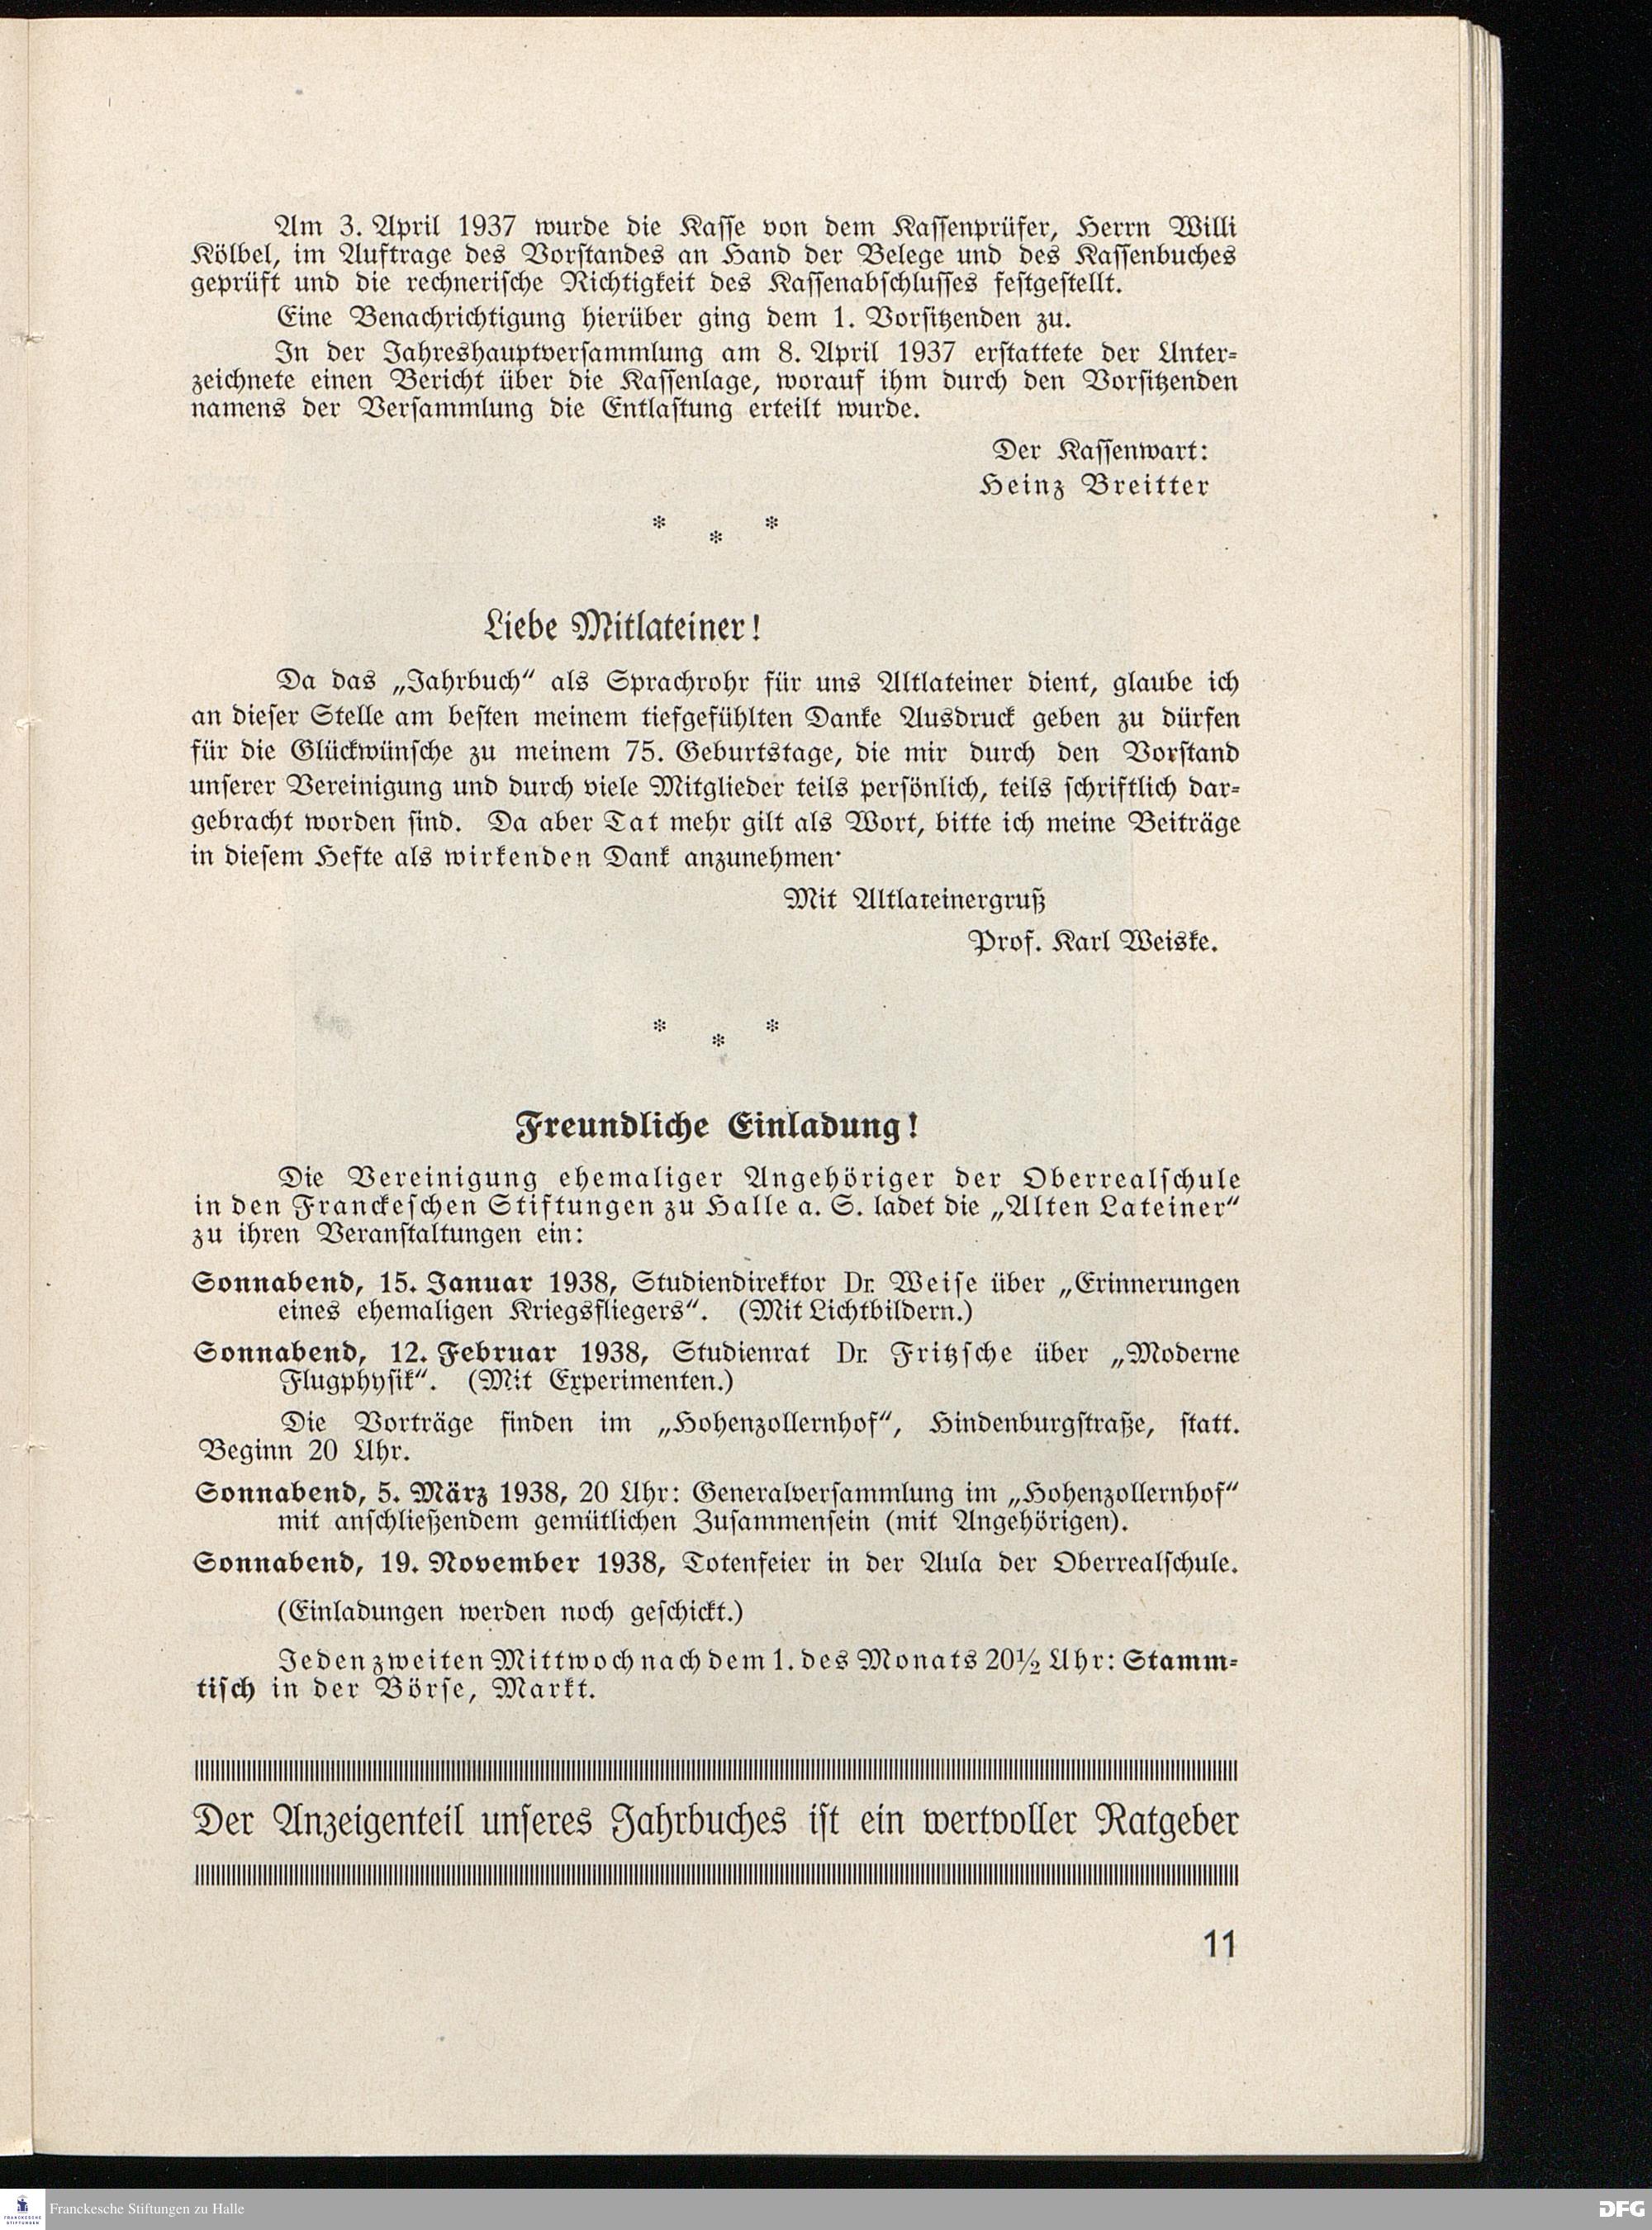 Am 3. April 1937 wurde die Kasse von dem Kassenprüfer, Herrn Willi
Kölbel, im Auftrage des Vorstandes an Hand der Belege und des Kassenbuches
geprüft und die rechnerische Richtigkeit des Kassenabschlusses festgestellt.
Eine Benachrichtigung hierüber ging dem 1. Vorsitzenden zu.
In der Jahreshauptversammlung am 8. April 1937 erstattete der Unter-
zeichnete einen Bericht über die Kassenlage, worauf ihm durch den Vorsitzenden
namens der Versammlung die Entlastung erteilt wurde.
Der Kassenwart:
Heinz Breitter
* * *
Liebe Mitlateiner!
Da das „Jahrbuch“ als Sprachrohr für uns Altlateiner dient, glaube ich
an dieser Stelle am besten meinem tiefgefühlten Danke Ausdruck geben zu dürfen
für die Glückwünsche zu meinem 75. Geburtstage, die mir durch den Vorstand
unserer Vereinigung und durch viele Mitglieder teils persönlich, teils schriftlich dar-
gebracht worden sind. Da aber Tat mehr gilt als Wort, bitte ich meine Beiträge
in diesem Hefte als wirkenden Dank anzunehmen·
Mit Altlateinergruß
Prof. Karl Weiske.
* * *
Freundliche Einladung!
Die Vereinigung ehemaliger Angehöriger der Oberrealschule
in den Franckeschen Stiftungen zu Halle a. S. ladet die „Alten Lateiner“
zu ihren Veranstaltungen ein:
Sonnabend, 15. Januar 1938, Studiendirektor Dr. Weise über „Erinnerungen
eines ehemaligen Kriegsfliegers“. (Mit Lichtbildern.)
Sonnabend, 12. Februar 1938, Studienrat Dr. Fritzsche über „Moderne
Flugphysik“. (Mit Experimenten.)
Die Vorträge finden im „Hohenzollernhof“, Hindenburgstraße, statt.
Beginn 20 Uhr.
Sonnabend, 5. März 1938, 20 Uhr: Generalversammlung im „Hohenzollernhof“
mit anschließendem gemütlichen Zusammensein (mit Angehörigen).
Sonnabend, 19. November 1938, Totenfeier in der Aula der Oberrealschule.
(Einladungen werden noch geschickt.)
Jeden zweiten Mittwoch nach dem 1. des Monats 20½ Uhr: Stamm-
tisch in der Börse, Markt.
Der Anzeigenteil unseres Jahrbuches ist ein wertvoller Ratgeber
11
FRANCKESCHE
STIFTUNGEN
Franckesche Stiftungen zu Halle
DFG